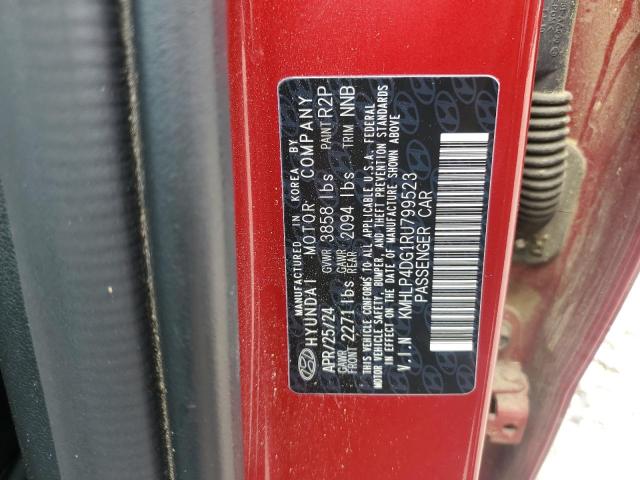 MANUFACTURED IN KOREA BY
HYUNDAI MOTOR COMPANY
APR/25/24 GVWR 3858 lbs PAINT R2P
GAWR FRONT 2271 lbs GAWR REAR 2094 lbs TRIM NNB
THIS VEHICLE CONFORMS TO ALL APPLICABLE U.S.A. FEDERAL
MOTOR VEHICLE SAFETY, BUMPER, AND THEFT PREVENTION STANDARDS
IN EFFECT ON THE DATE OF MANUFACTURE SHOWN ABOVE
V.I.N KMHLP4DG1RU799523
PASSENGER CAR